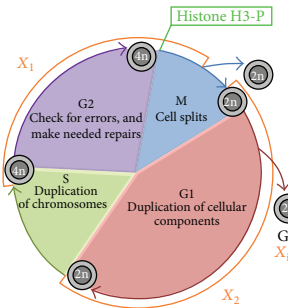 Histone H3-P
X1
4n
2n
G2
Check for errors, and
make needed repairs
M
Cell splits
2n
4n
S
Duplication
of chromosomes
G1
Duplication of cellular
components
2n
X2